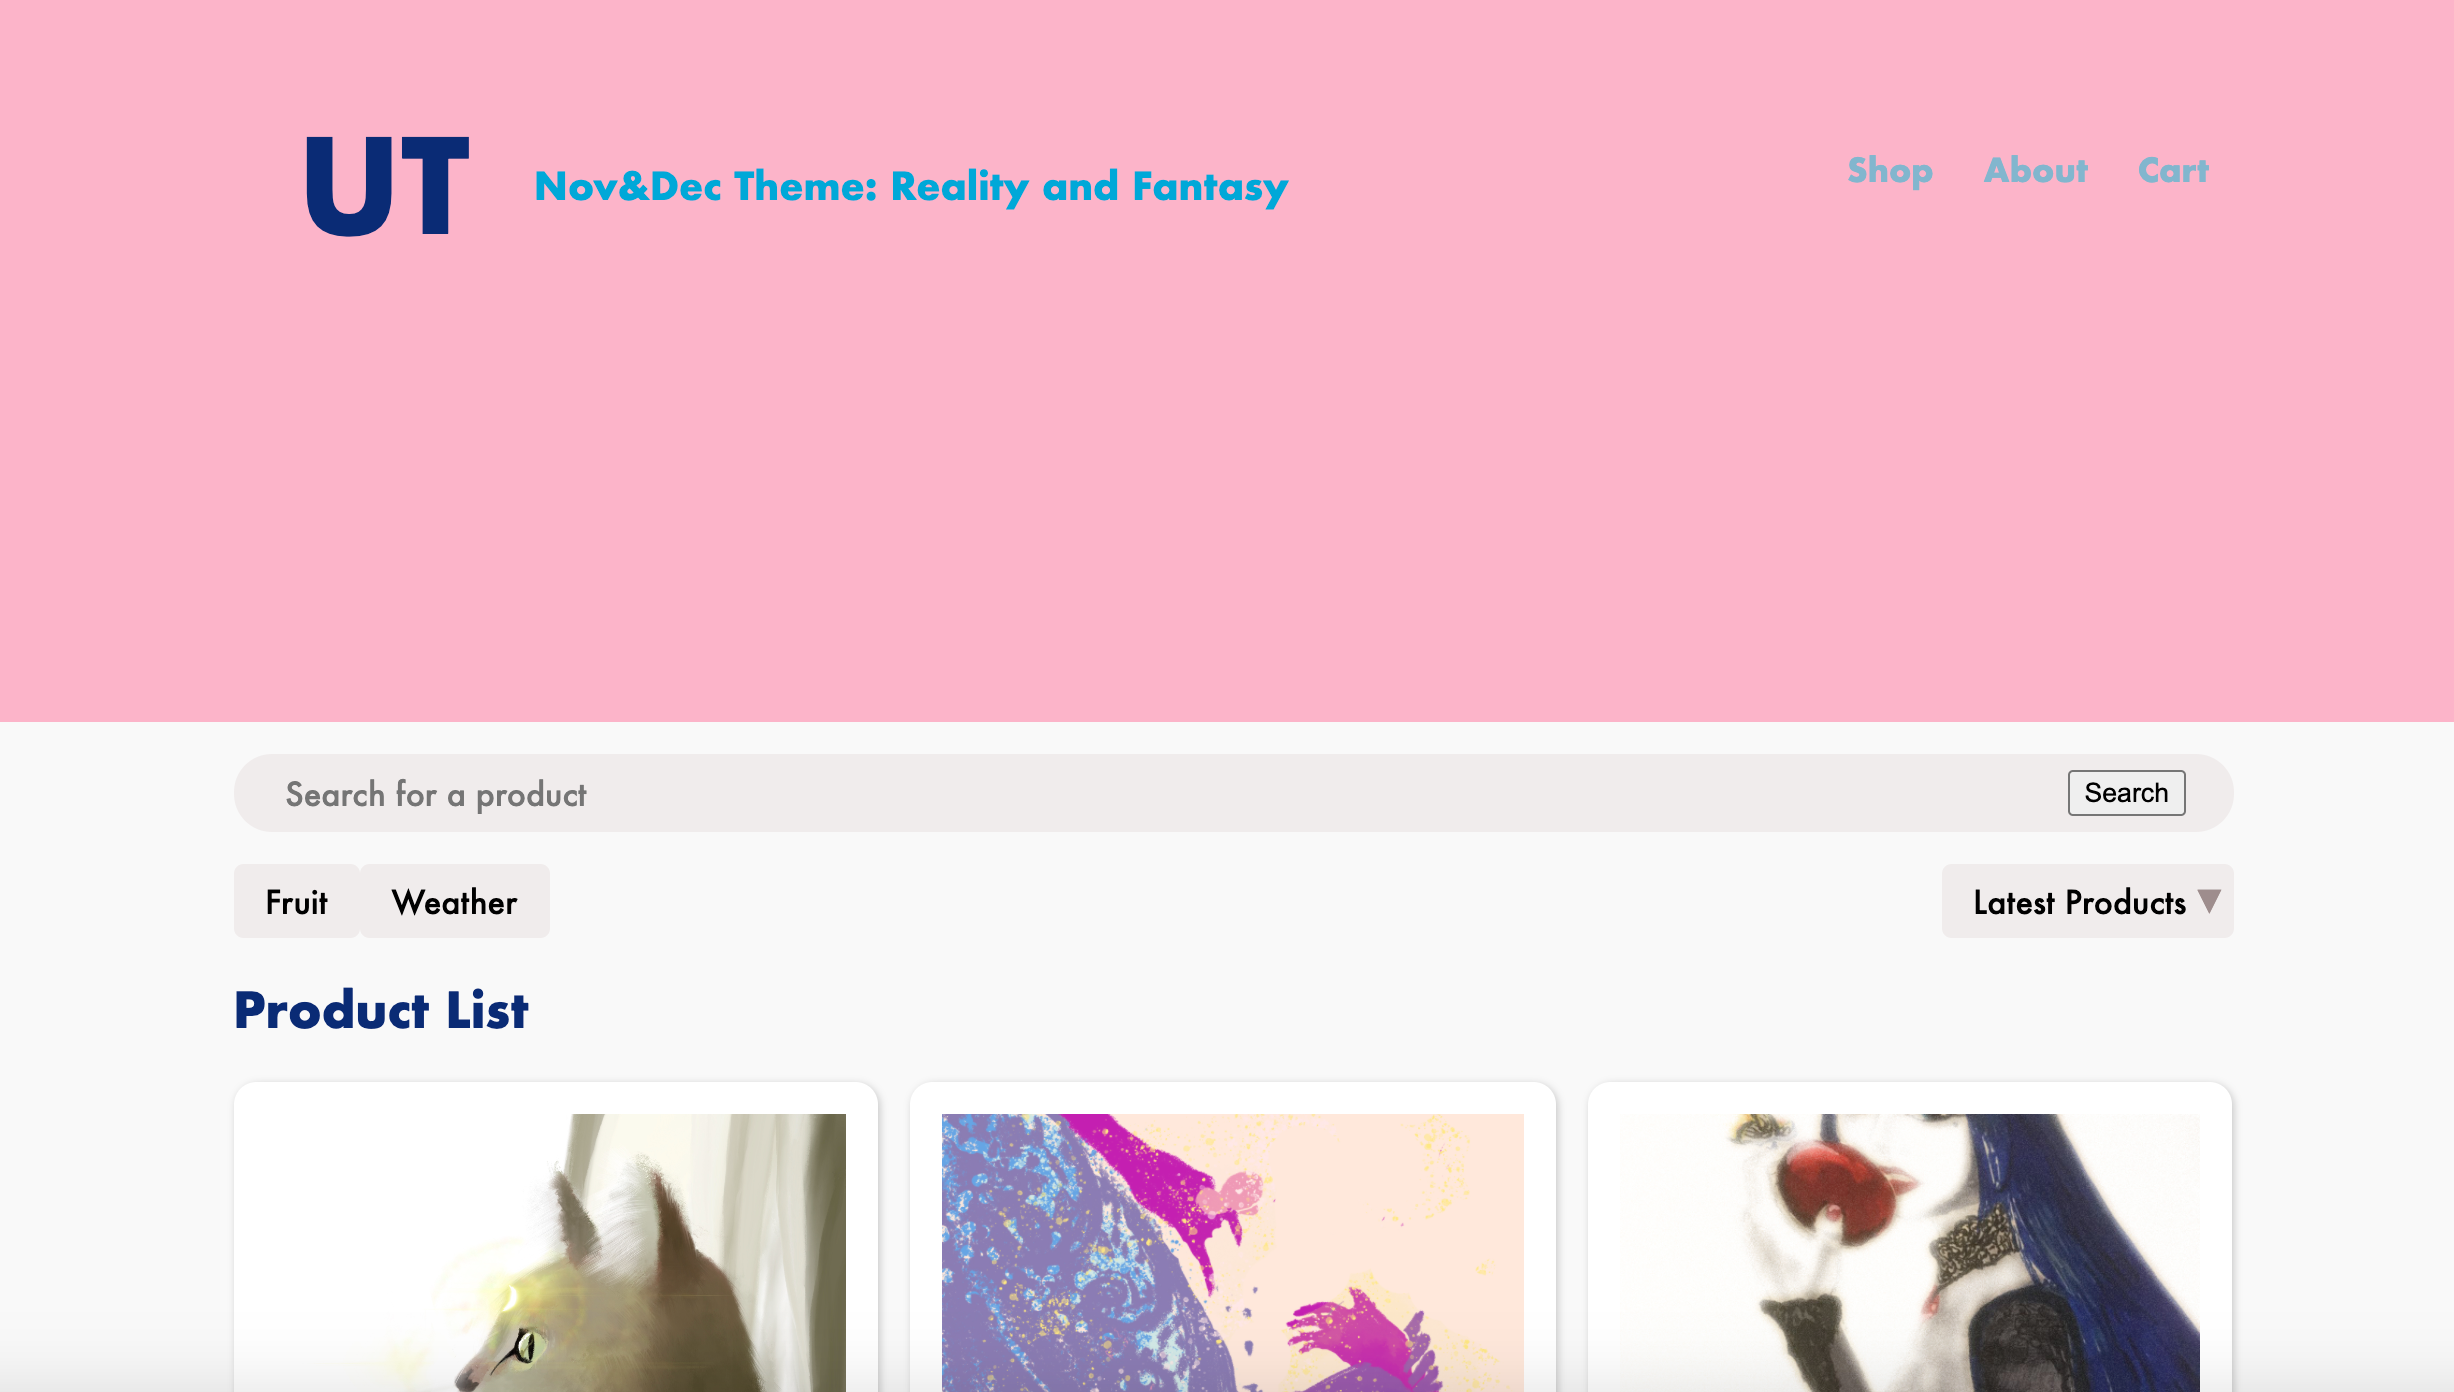 UT
Nov&Dec Theme: Reality and Fantasy
Shop About Cart
Search for a product
Search
Fruit Weather
Latest Products ▼
Product List